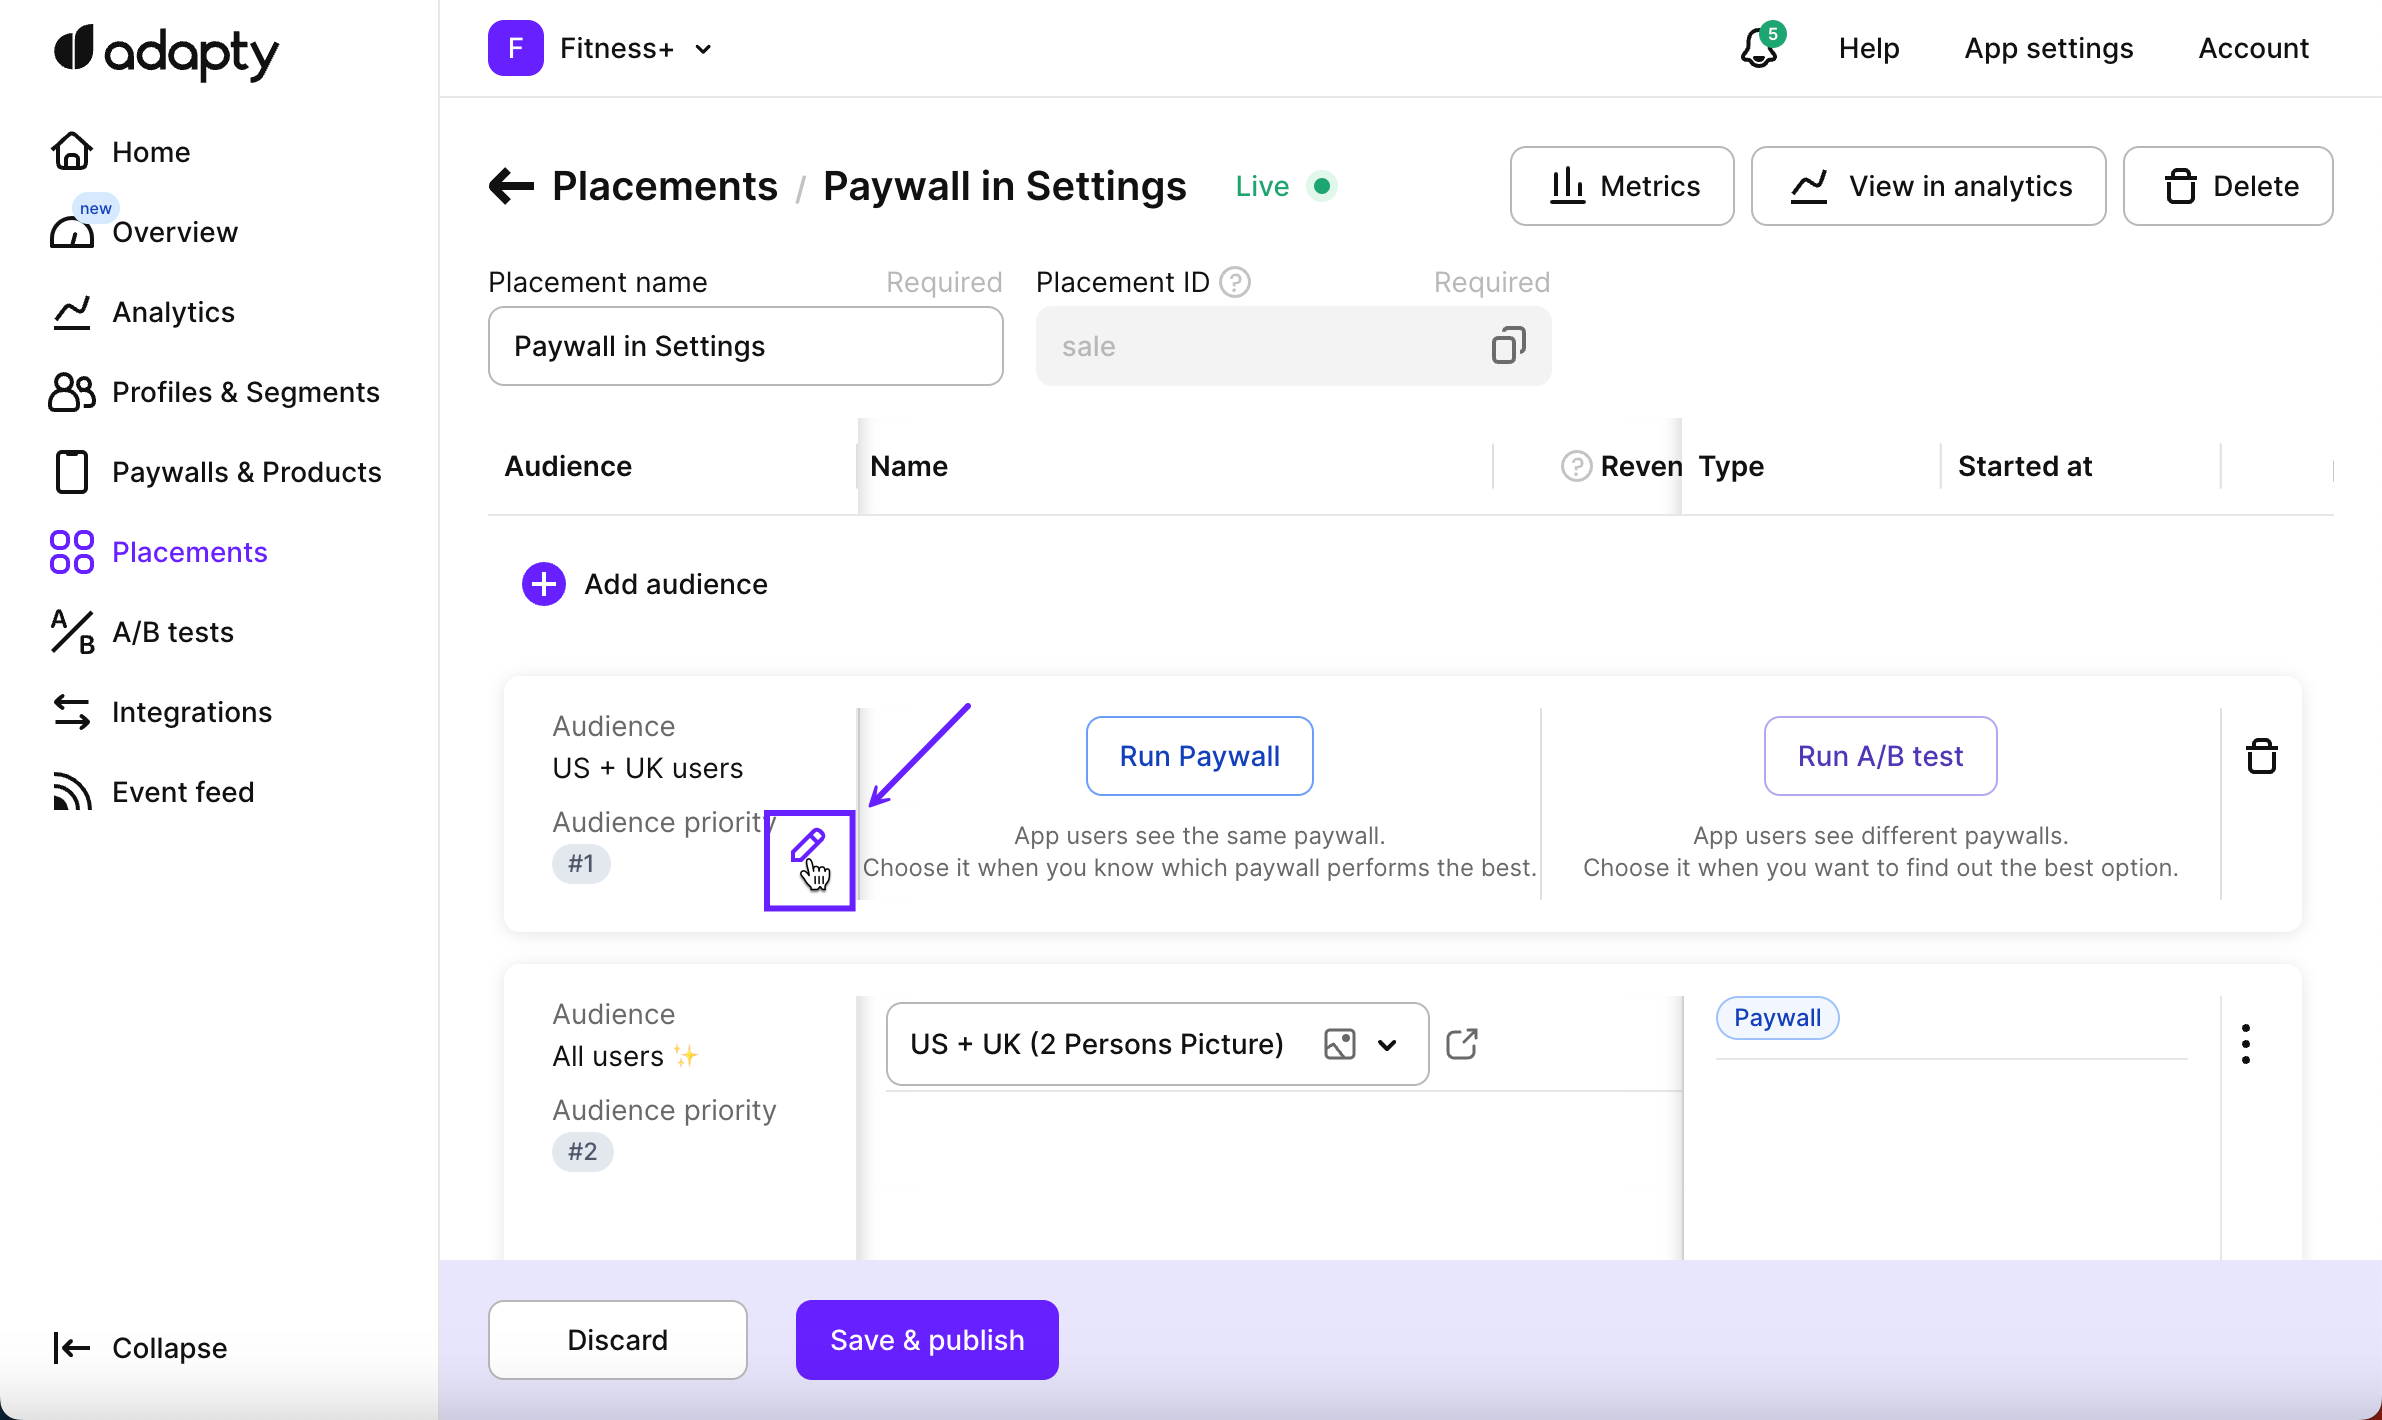 adapty
F Fitness+
5
Help
App settings
Account
Home
new
Overview
Analytics
Profiles & Segments
Paywalls & Products
Placements
A/B
A/B tests
Integrations
Event feed
Collapse
Placements / Paywall in Settings
Live
Metrics
View in analytics
Delete
Placement name
Required
Paywall in Settings
Placement ID ?
Required
sale
Audience
Name
? Reven
Type
Started at
Add audience
Audience
US + UK users
Audience priority
#1
Run Paywall
App users see the same paywall.
Choose it when you know which paywall performs the best.
Run A/B test
App users see different paywalls.
Choose it when you want to find out the best option.
Audience
All users ✨
Audience priority
#2
US + UK (2 Persons Picture)
Paywall
Discard
Save & publish